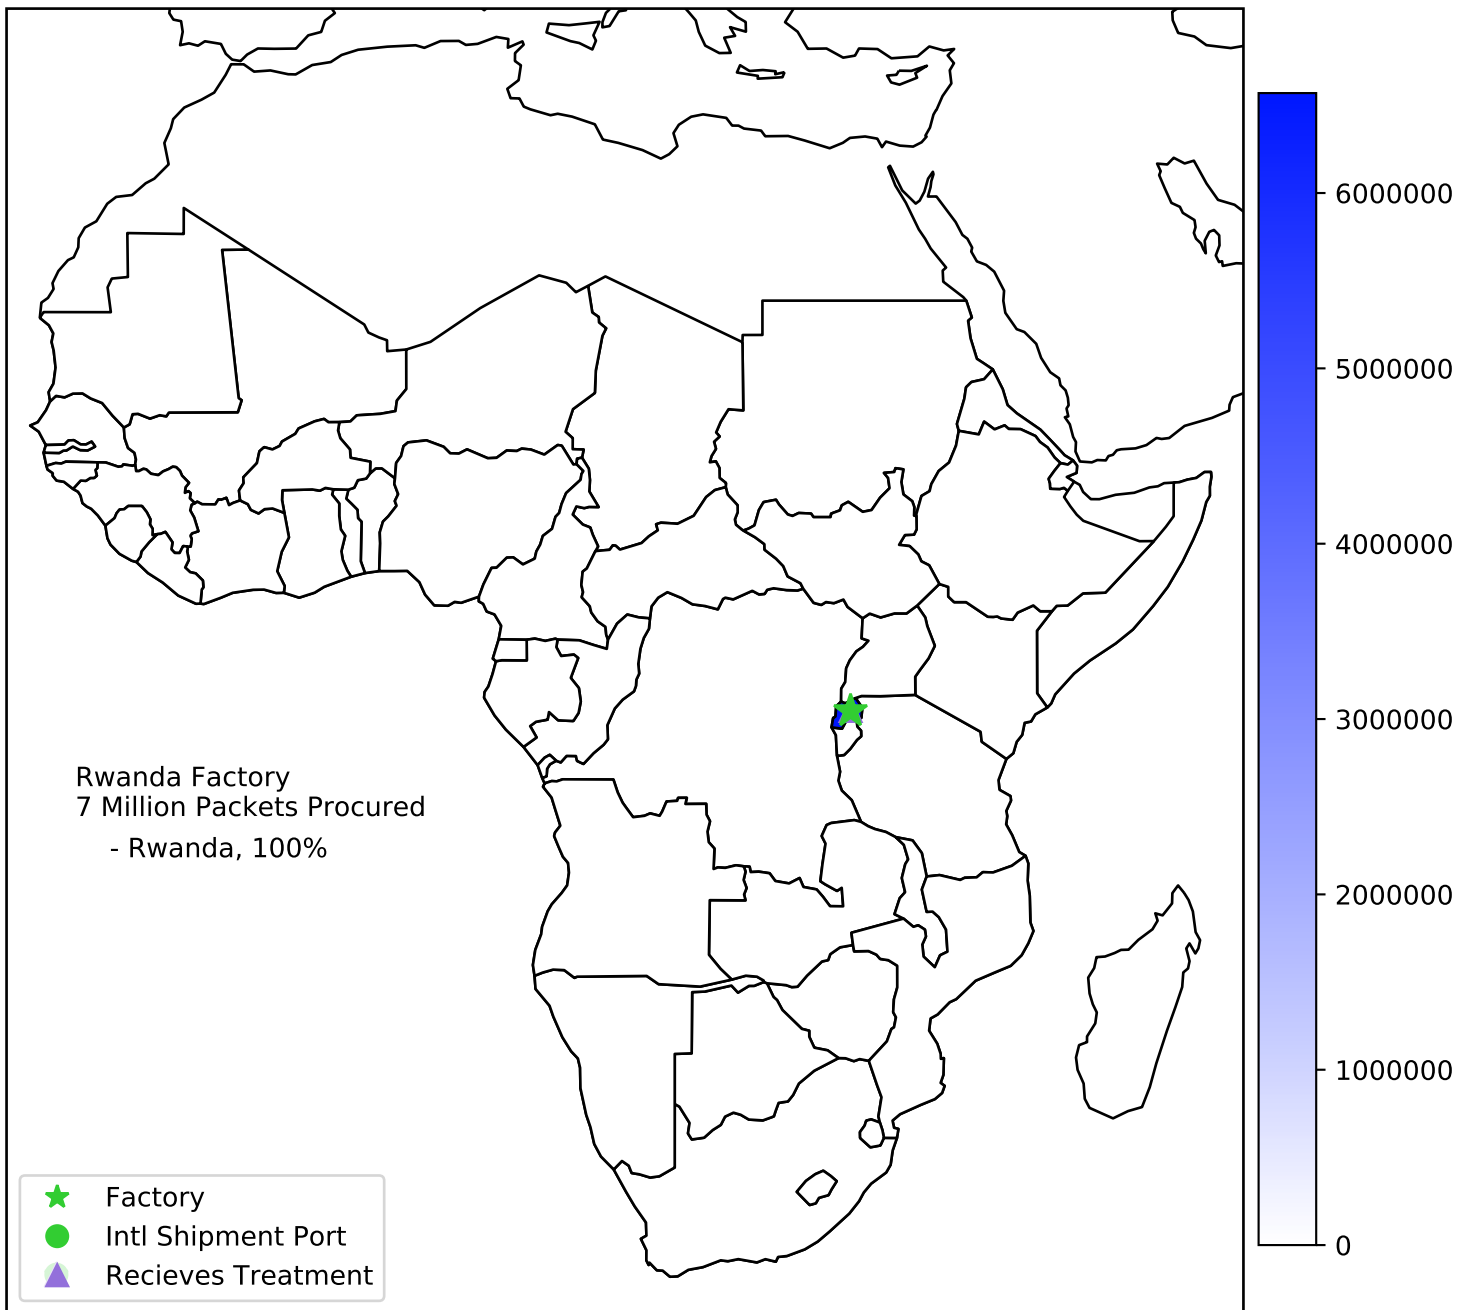 6000000
5000000
4000000
3000000
2000000
1000000
0
Rwanda Factory
7 Million Packets Procured
- Rwanda, 100%
Factory
Intl Shipment Port
Recieves Treatment